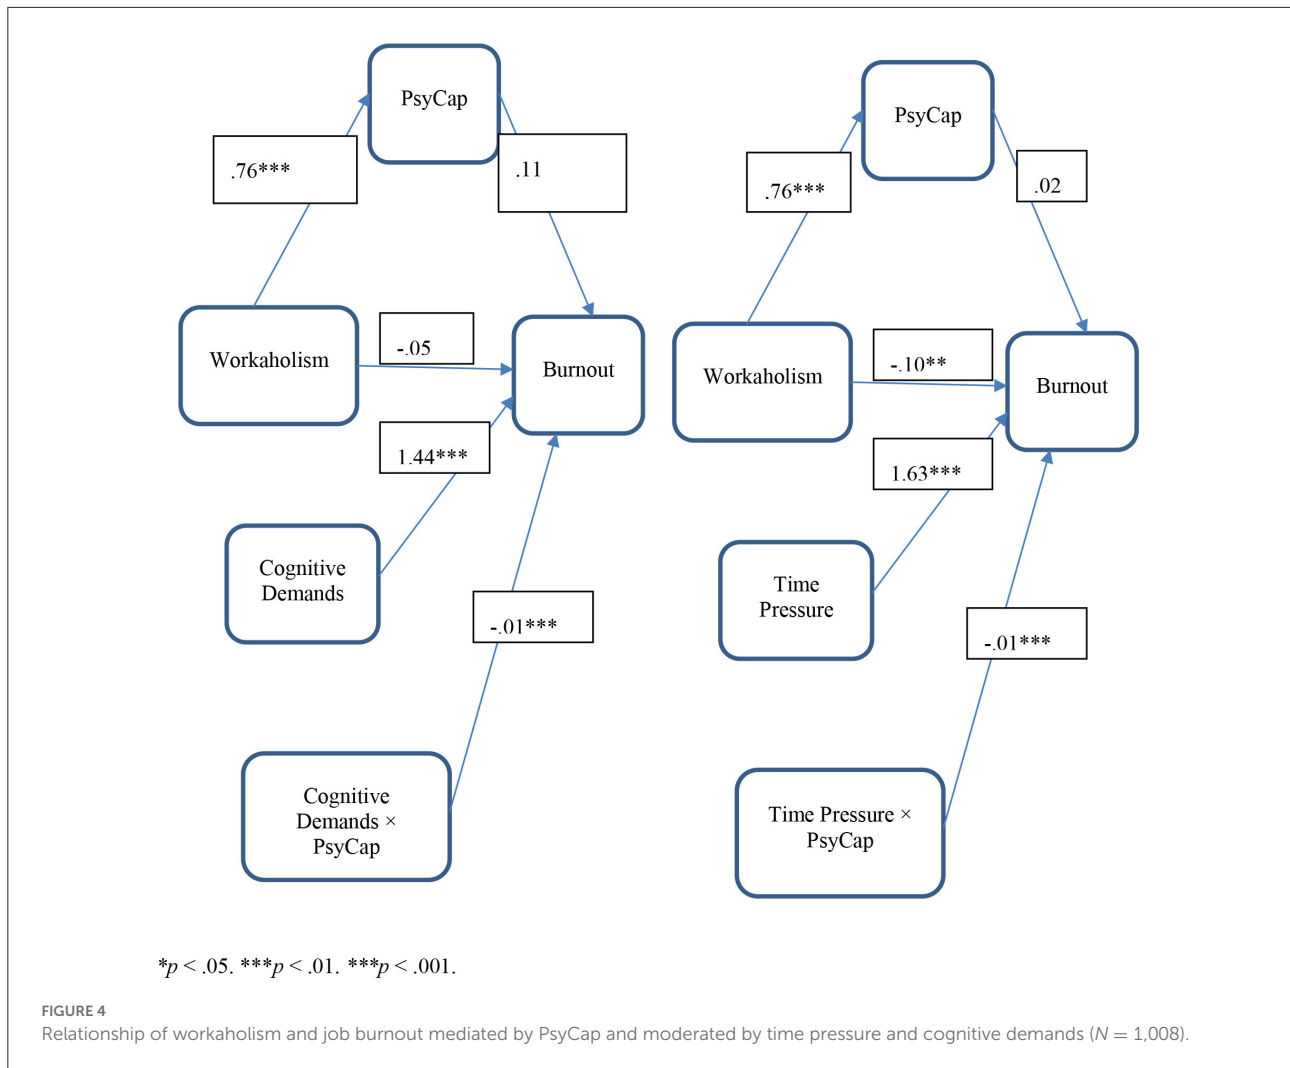 PsyCap
.76***
.11
Workaholism
-.05
Burnout
1.44***
Cognitive
Demands
-.01***
Cognitive
Demands ×
PsyCap
PsyCap
.76***
.02
Workaholism
-.10**
Burnout
1.63***
Time
Pressure
-.01***
Time Pressure ×
PsyCap
*p < .05. ***p < .01. ***p < .001.
FIGURE 4
Relationship of workaholism and job burnout mediated by PsyCap and moderated by time pressure and cognitive demands (N = 1,008).